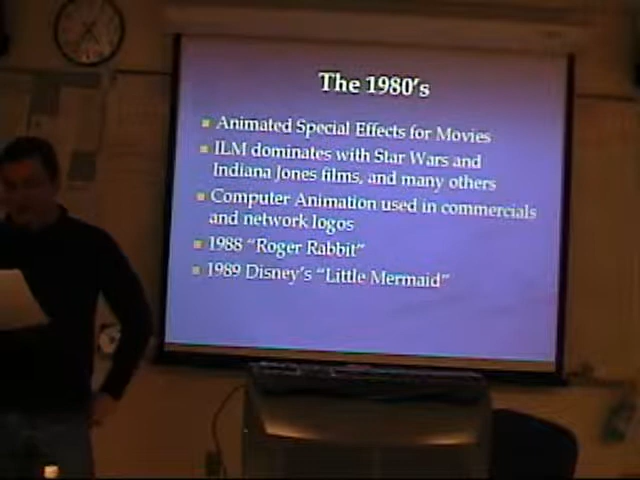 The 1980's
Animated Special Effects for Movies
ILM dominates with Star Wars and
Indiana Jones films, and many others
Computer Animation used in commercials
and network logos
1988 “Roger Rabbit”
1989 Disney's “Little Mermaid”